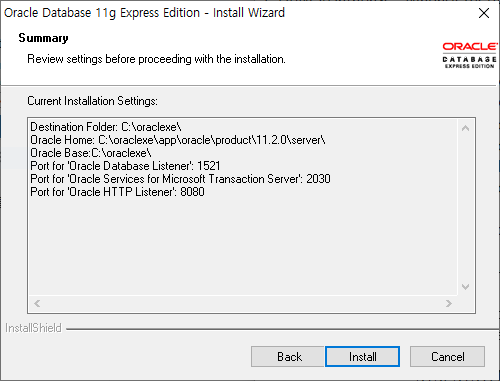 Oracle Database 11g Express Edition - Install Wizard
Summary
Review settings before proceeding with the installation.
ORACLE
DATABASE
EXPRESS EDITION
Current Installation Settings:
Destination Folder: C:\oraclexe\
Oracle Home: C:\oraclexe\app\oracle\product\11.2.0\server\
Oracle Base:C:\oraclexe\
Port for 'Oracle Database Listener': 1521
Port for 'Oracle Services for Microsoft Transaction Server': 2030
Port for 'Oracle HTTP Listener': 8080
InstallShield
Back
Install
Cancel